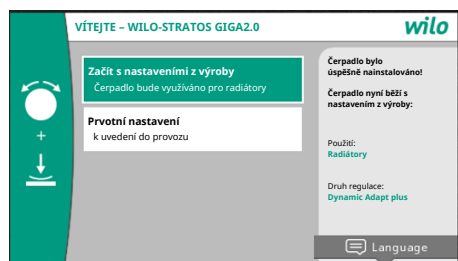 VÍTEJTE – WILO-STRATOS GIGA2.0
wilo
Začít s nastaveními z výroby
Čerpadlo bude využíváno pro radiátory
Prvotní nastavení
k uvedení do provozu
Čerpadlo bylo
úspěšně nainstalováno!
Čerpadlo nyní běží s
nastavením z výroby:
Použití:
Radiátory
Druh regulace:
Dynamic Adapt plus
+
Language